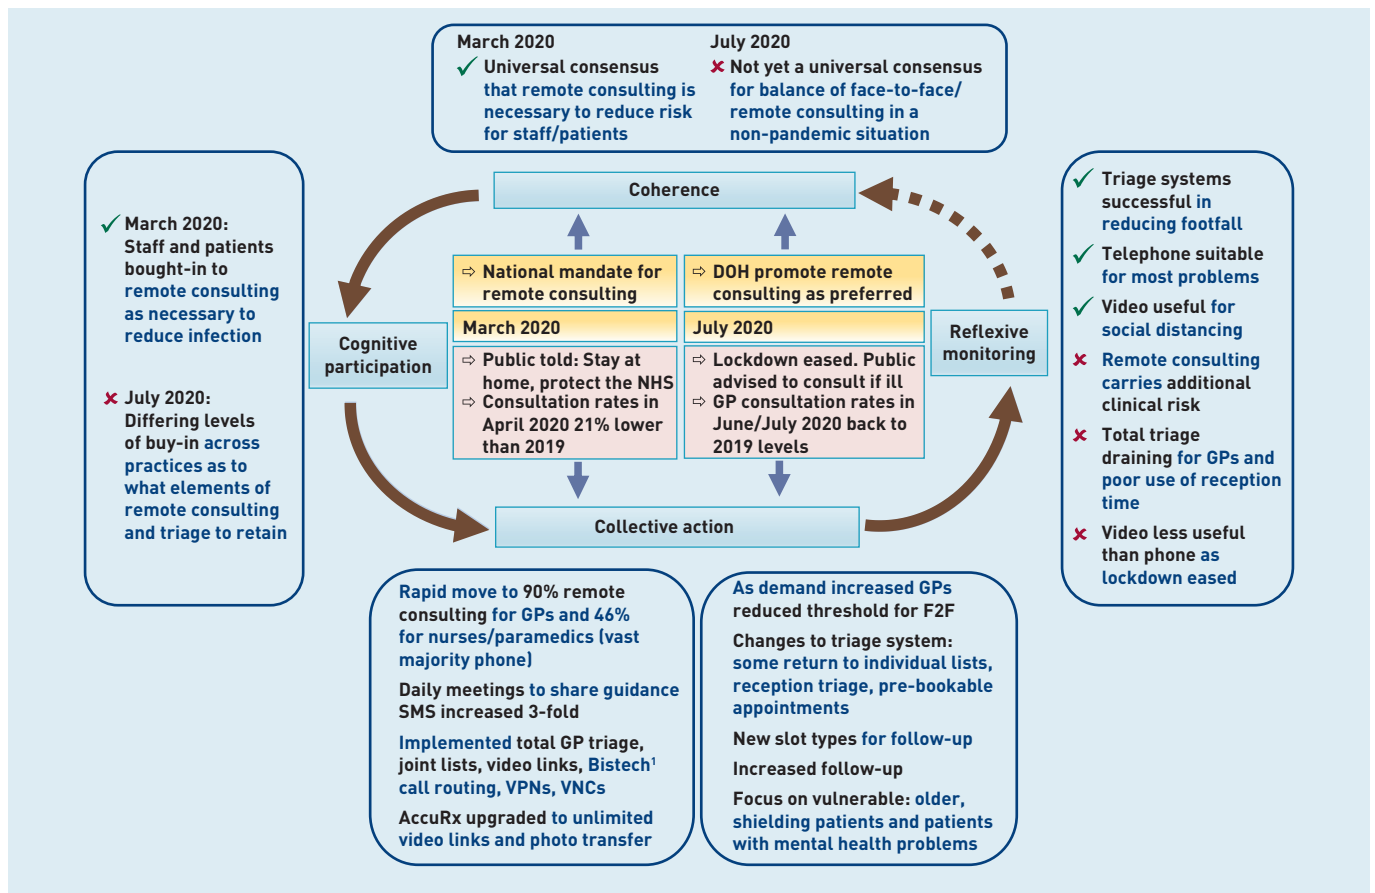 March 2020
✓ Universal consensus
that remote consulting is
necessary to reduce risk
for staff/patients
July 2020
✘ Not yet a universal consensus
for balance of face-to-face/
remote consulting in a
non-pandemic situation
Coherence
✓ March 2020:
Staff and patients
bought-in to
remote consulting
as necessary to
reduce infection
✘ July 2020:
Differing levels
of buy-in across
practices as to
what elements of
remote consulting
and triage to retain
Cognitive
participation
⇨ National mandate for
remote consulting
March 2020
⇨ Public told: Stay at
home, protect the NHS
⇨ Consultation rates in
April 2020 21% lower
than 2019
⇨ DOH promote remote
consulting as preferred
July 2020
⇨ Lockdown eased. Public
advised to consult if ill
⇨ GP consultation rates in
June/July 2020 back to
2019 levels
Reflexive
monitoring
✓ Triage systems
successful in
reducing footfall
✓ Telephone suitable
for most problems
✓ Video useful for
social distancing
✘ Remote consulting
carries additional
clinical risk
✘ Total triage
draining for GPs and
poor use of reception
time
✘ Video less useful
than phone as
lockdown eased
Collective action
Rapid move to 90% remote
consulting for GPs and 46%
for nurses/paramedics (vast
majority phone)
Daily meetings to share guidance
SMS increased 3-fold
Implemented total GP triage,
joint lists, video links, Bistech¹
call routing, VPNs, VNCs
AccuRx upgraded to unlimited
video links and photo transfer
As demand increased GPs
reduced threshold for F2F
Changes to triage system:
some return to individual lists,
reception triage, pre-bookable
appointments
New slot types for follow-up
Increased follow-up
Focus on vulnerable: older,
shielding patients and patients
with mental health problems